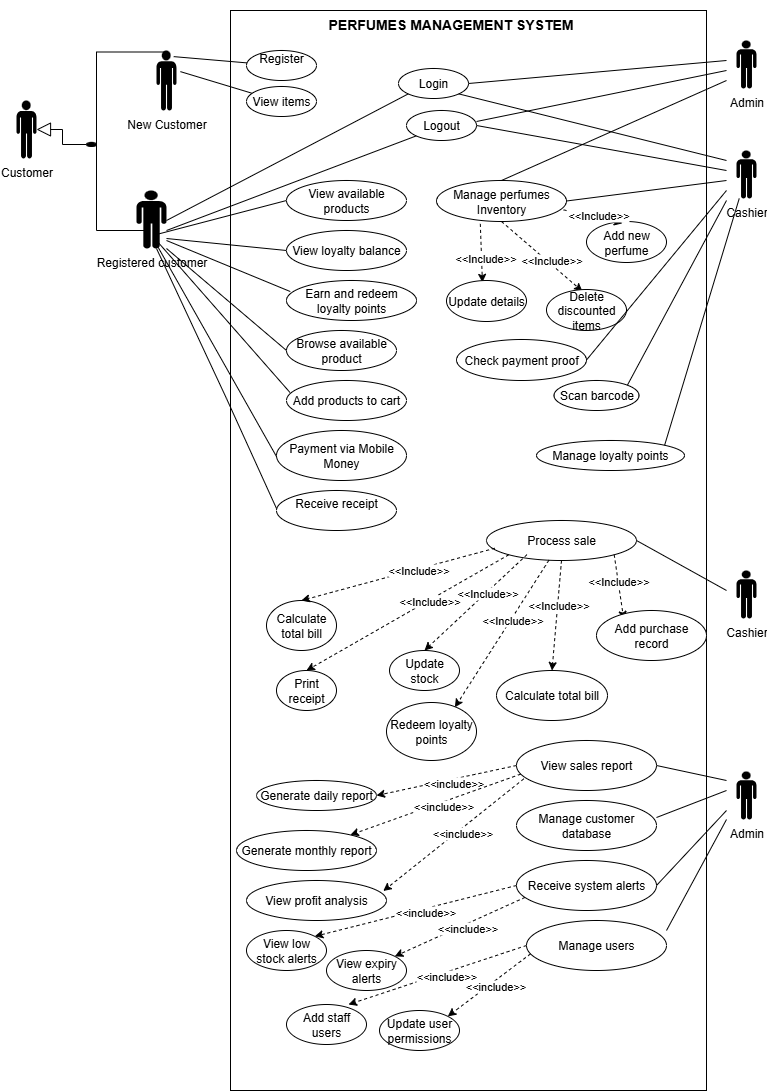 PERFUMES MANAGEMENT SYSTEM
Register
View items
New Customer
Customer
Registered customer
Login
Logout
Admin
Cashier
View available
products
View loyalty balance
Earn and redeem
loyalty points
Browse available
product
Add products to cart
Payment via Mobile
Money
Receive receipt
Manage perfumes
Inventory
<<Include>>
Add new
perfume
<<Include>>
<<Include>>
Update details
Delete
discounted
items
Check payment proof
Scan barcode
Manage loyalty points
Process sale
<<Include>>
<<Include>>
<<Include>>
<<Include>>
<<Include>>
<<Include>>
Calculate
total bill
Print
receipt
Update
stock
Redeem loyalty
points
Calculate total bill
Add purchase
record
Cashier
View sales report
<<include>>
<<include>>
<<include>>
Generate daily report
Generate monthly report
View profit analysis
Manage customer
database
Admin
Receive system alerts
<<include>>
<<include>>
View low
stock alerts
View expiry
alerts
Manage users
<<include>>
<<include>>
Add staff
users
Update user
permissions